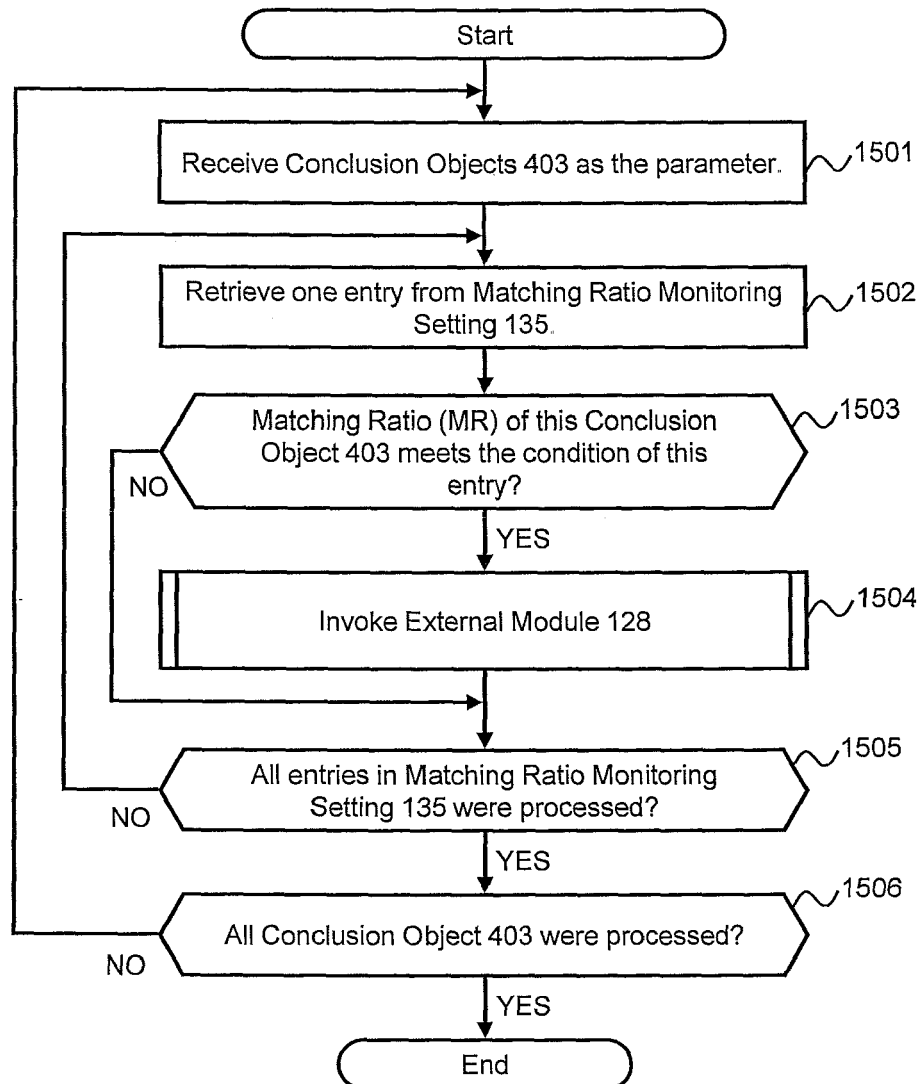 Start
Receive Conclusion Objects 403 as the parameter.
1501
Retrieve one entry from Matching Ratio Monitoring
Setting 135.
1502
Matching Ratio (MR) of this Conclusion
Object 403 meets the condition of this
entry?
1503
NO
YES
Invoke External Module 128
1504
All entries in Matching Ratio Monitoring
Setting 135 were processed?
1505
NO
YES
All Conclusion Object 403 were processed?
1506
NO
YES
End